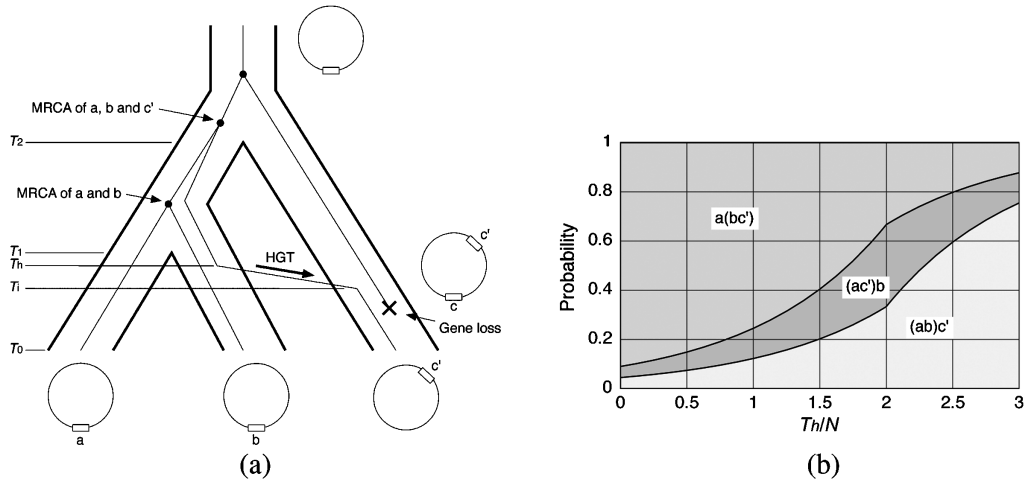 MRCA of a, b and c'
T2
MRCA of a and b
T1
Th
Ti
T0
HGT
c'
c
Gene loss
c'
a
b
(a)
Probability
1
0.8
0.6
0.4
0.2
0
a(bc')
(ac')b
(ab)c'
0 0.5 1 1.5 2 2.5 3
Th/N
(b)